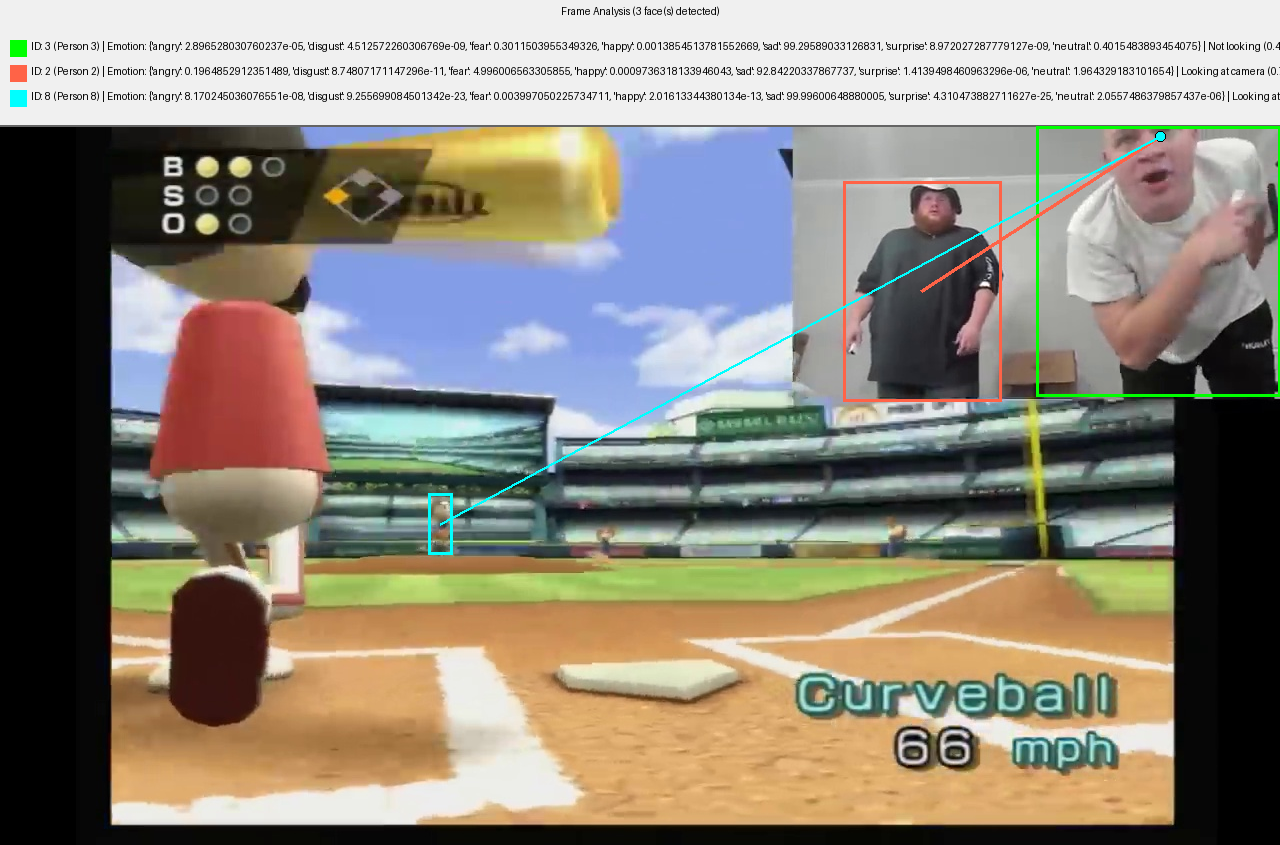 Frame Analysis (3 face(s) detected)
ID: 3 (Person 3) | Emotion: {'angry': 2.896528030760237e-05, 'disgust': 4.512572260306769e-09, 'fear': 0.3011503955349326, 'happy': 0.0013854513781552669, 'sad': 99.29589033126831, 'surprise': 8.972027287779127e-09, 'neutral': 0.4015483893454075} | Not looking (0.4
ID: 2 (Person 2) | Emotion: {'angry': 0.1964852912351489, 'disgust': 8.74807171147296e-11, 'fear': 4.996006563305855, 'happy': 0.0009736318133946043, 'sad': 92.84220337867737, 'surprise': 1.4139498460963296e-06, 'neutral': 1.964329183101654} | Looking at camera (0.
ID: 8 (Person 8) | Emotion: {'angry': 8.170245036076551e-08, 'disgust': 9.255699084501342e-23, 'fear': 0.003997050225734711, 'happy': 2.01613344380134e-13, 'sad': 99.99600648880005, 'surprise': 4.310473882711627e-25, 'neutral': 2.0557486379857437e-06} | Looking at
B
S
O
Curveball
66 mph